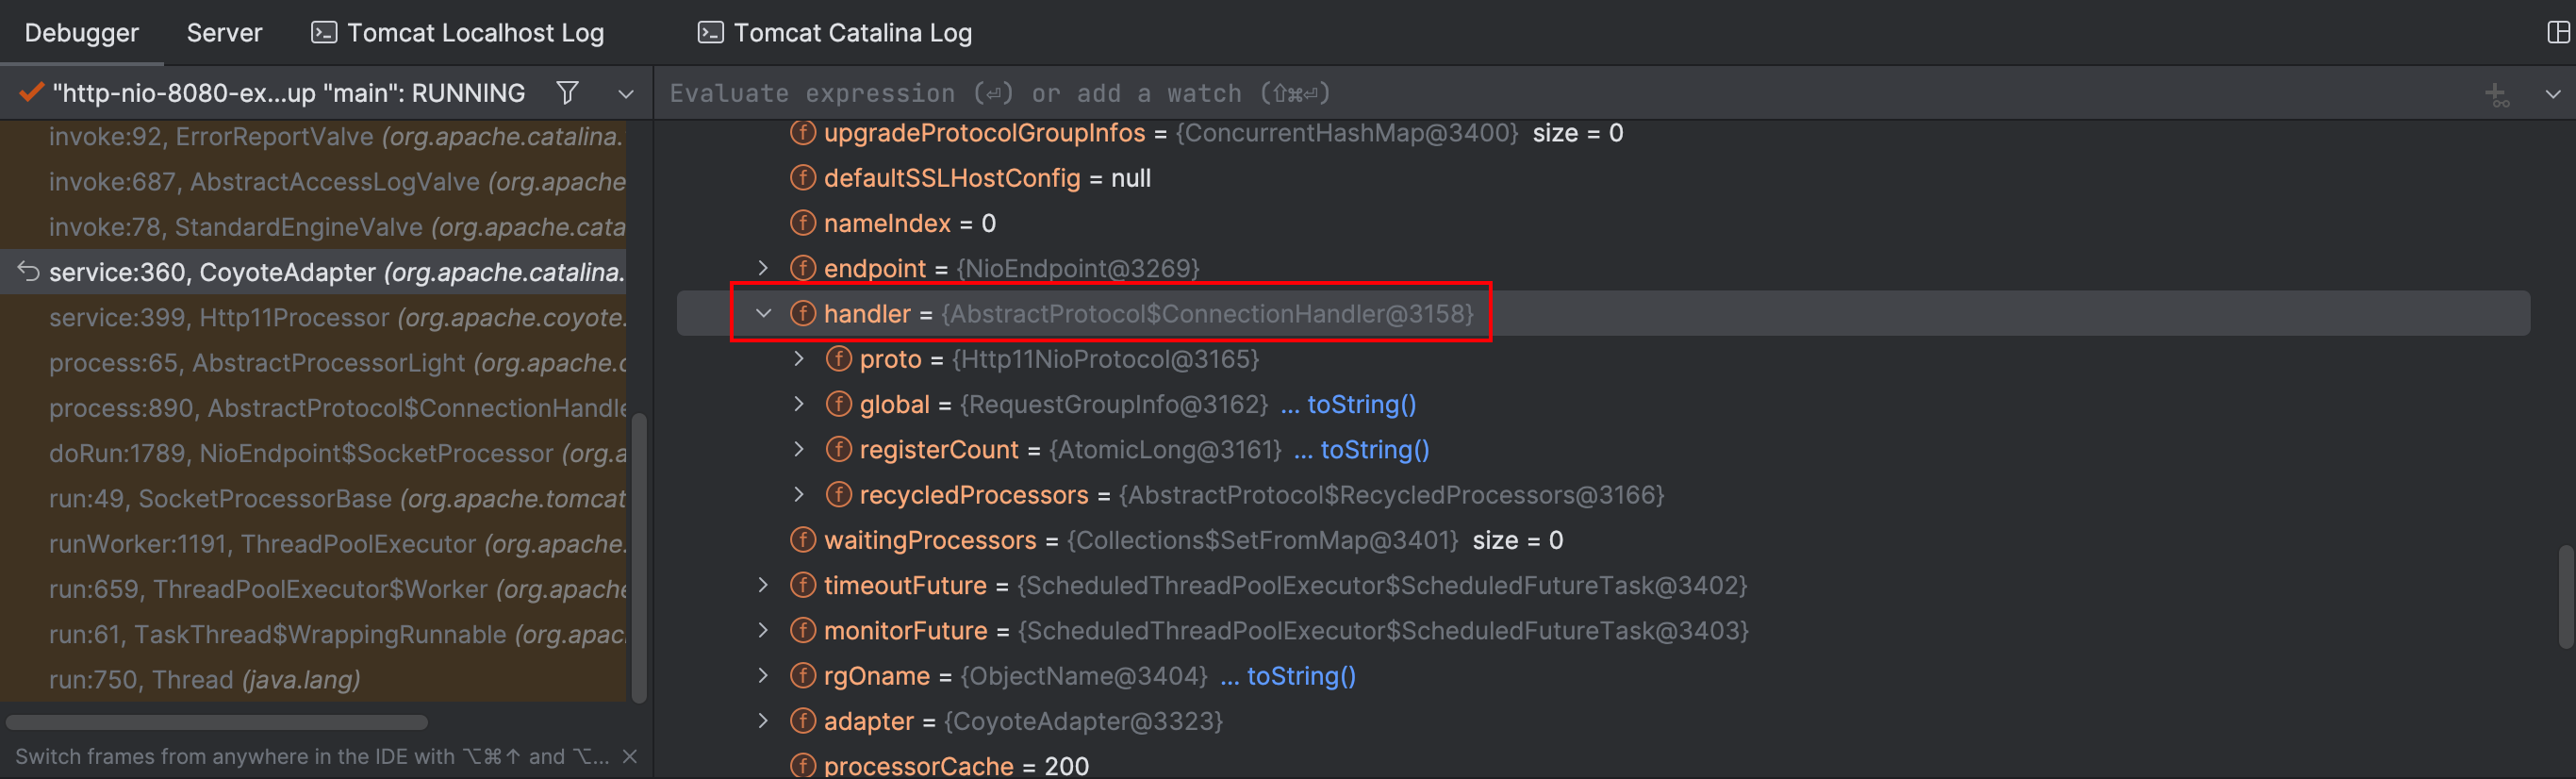 Debugger Server Tomcat Localhost Log Tomcat Catalina Log
"http-nio-8080-ex...up "main": RUNNING
Evaluate expression (⏎) or add a watch (⇧⌘⏎)
invoke:92, ErrorReportValve (org.apache.catalina.
invoke:687, AbstractAccessLogValve (org.apache
invoke:78, StandardEngineValve (org.apache.cata
service:360, CoyoteAdapter (org.apache.catalina.
service:399, Http11Processor (org.apache.coyote.
process:65, AbstractProcessorLight (org.apache.c
process:890, AbstractProtocol$ConnectionHandle
doRun:1789, NioEndpoint$SocketProcessor (org.a
run:49, SocketProcessorBase (org.apache.tomcat
runWorker:1191, ThreadPoolExecutor (org.apache.
run:659, ThreadPoolExecutor$Worker (org.apache
run:61, TaskThread$WrappingRunnable (org.apac
run:750, Thread (java.lang)
Switch frames from anywhere in the IDE with ⌥⌘↑ and ⌥...
upgradeProtocolGroupInfos = {ConcurrentHashMap@3400} size = 0
defaultSSLHostConfig = null
nameIndex = 0
endpoint = {NioEndpoint@3269}
handler = {AbstractProtocol$ConnectionHandler@3158}
proto = {Http11NioProtocol@3165}
global = {RequestGroupInfo@3162} ... toString()
registerCount = {AtomicLong@3161} ... toString()
recycledProcessors = {AbstractProtocol$RecycledProcessors@3166}
waitingProcessors = {Collections$SetFromMap@3401} size = 0
timeoutFuture = {ScheduledThreadPoolExecutor$ScheduledFutureTask@3402}
monitorFuture = {ScheduledThreadPoolExecutor$ScheduledFutureTask@3403}
rgOname = {ObjectName@3404} ... toString()
adapter = {CoyoteAdapter@3323}
processorCache = 200